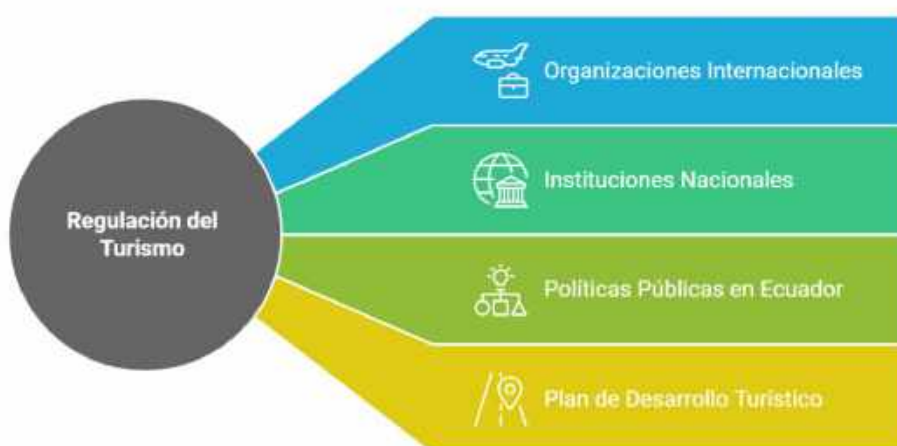 Regulación del
Turismo
Organizaciones Internacionales
Instituciones Nacionales
Políticas Públicas en Ecuador
Plan de Desarrollo Turístico